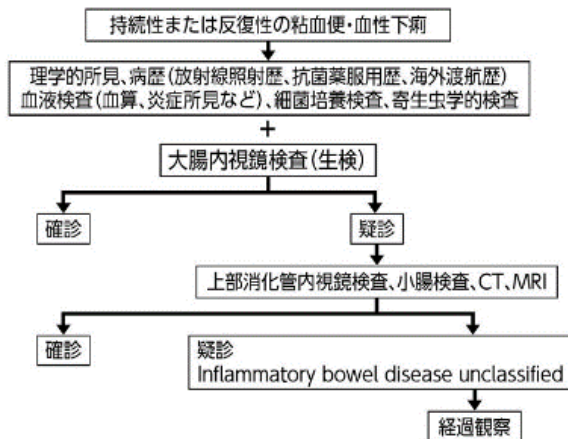 持続性または反復性の粘血便・血性下痢
理学的所見、病歴(放射線照射歴、抗菌薬服用歴、海外渡航歴)
血液検査(血算、炎症所見など)、細菌培養検査、寄生虫学的検査
+
大腸内視鏡検査(生検)
確診
疑診
上部消化管内視鏡検査、小腸検査、CT、MRI
確診
疑診
Inflammatory bowel disease unclassified
経過観察